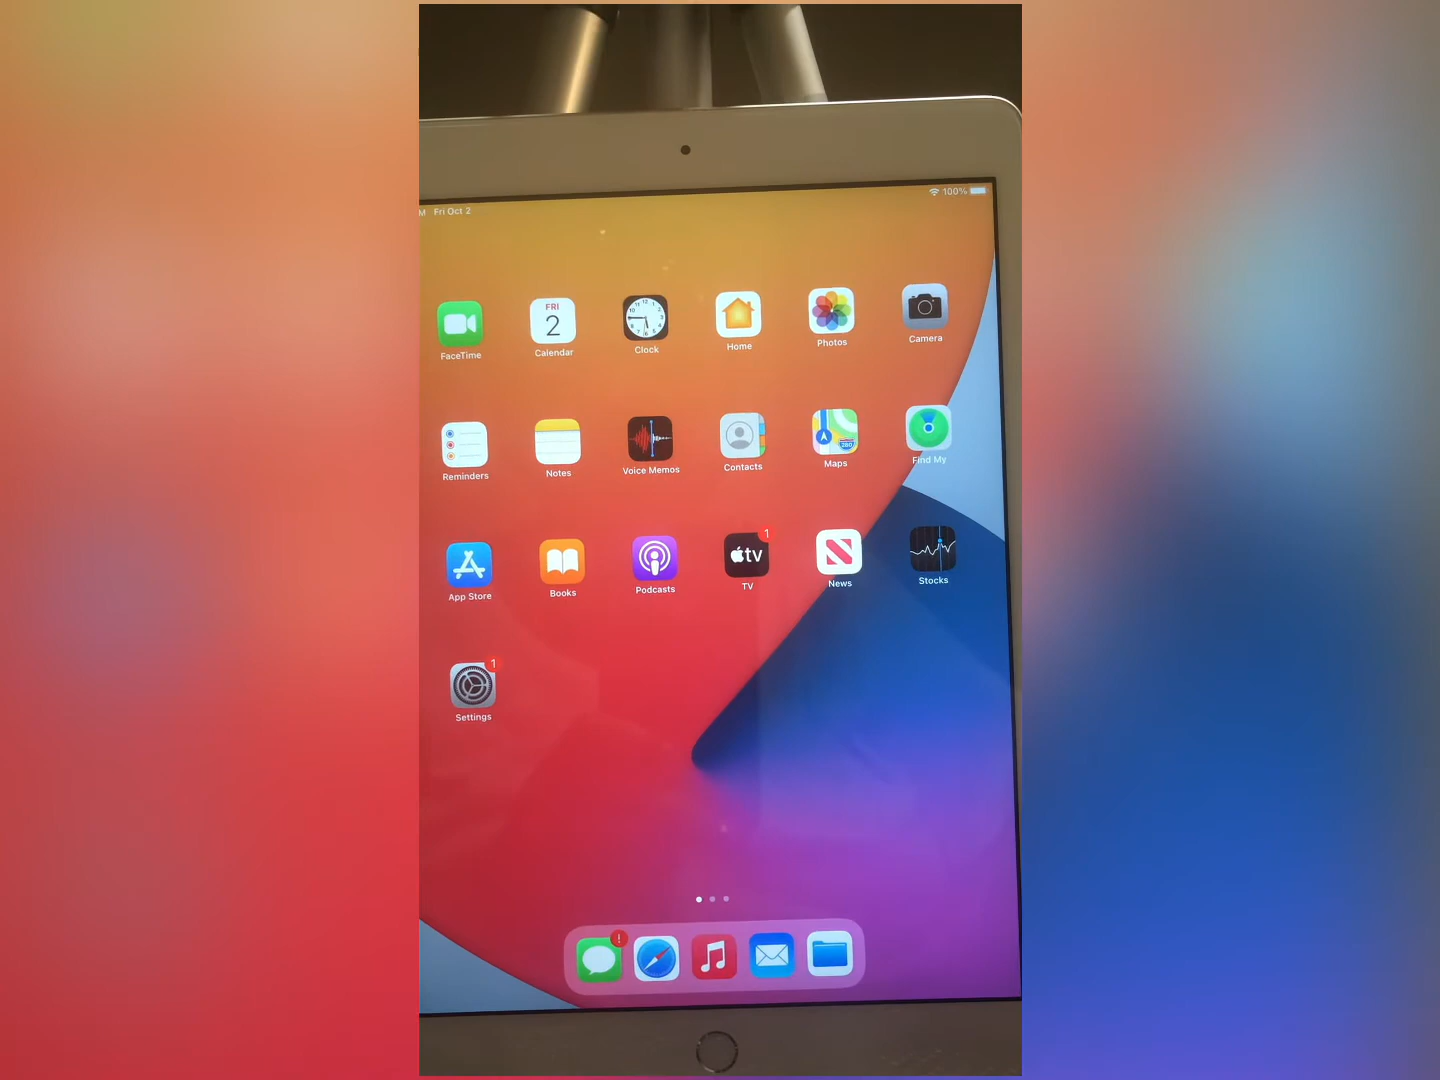 M Fri Oct 2
100%
FRI
2
FaceTime
Calendar
Clock
Home
Photos
Camera
280
Reminders
Notes
Voice Memos
Contacts
Maps
Find My
tv
1
App Store
Books
Podcasts
TV
News
Stocks
1
Settings
!